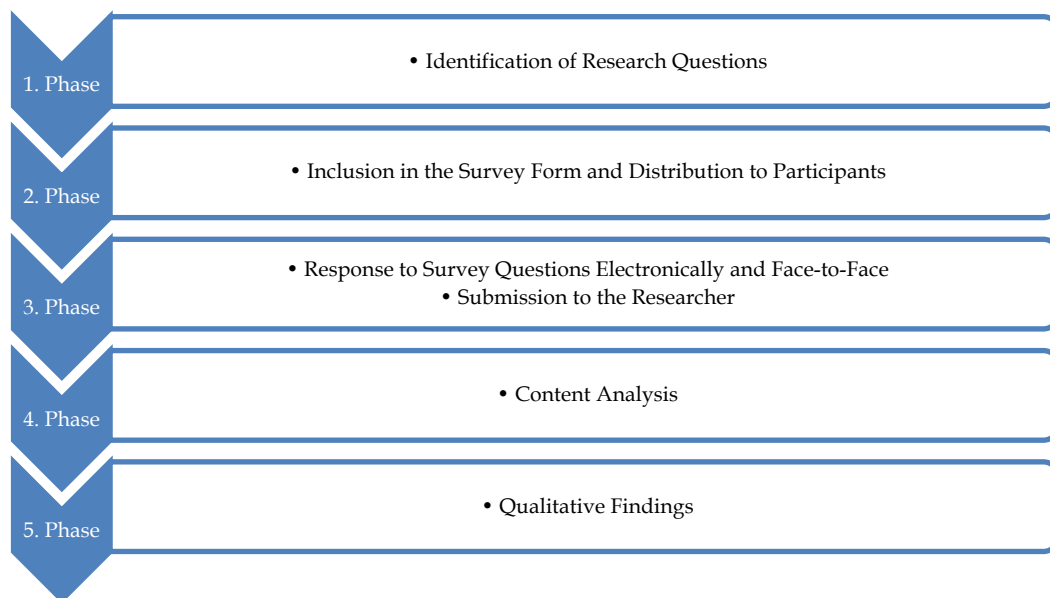 1. Phase
• Identification of Research Questions
2. Phase
• Inclusion in the Survey Form and Distribution to Participants
3. Phase
• Response to Survey Questions Electronically and Face-to-Face
• Submission to the Researcher
4. Phase
• Content Analysis
5. Phase
• Qualitative Findings